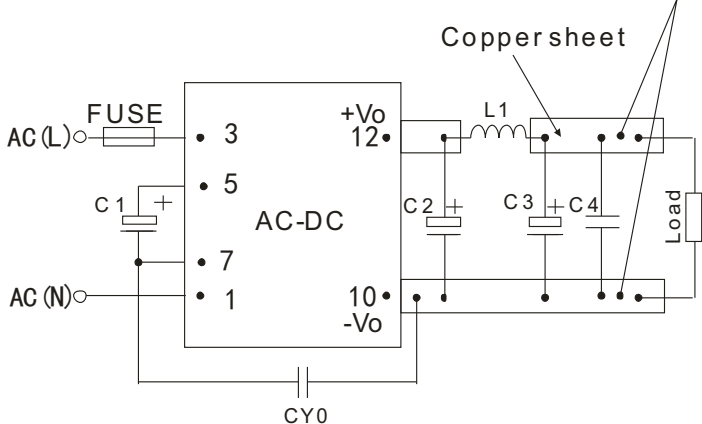 Copper sheet
FUSE
L1
+Vo
AC(L)
3
12
5
C1
+
C2
+
C3
+
C4
AC-DC
Load
7
AC(N)
1
10
-Vo
CY0